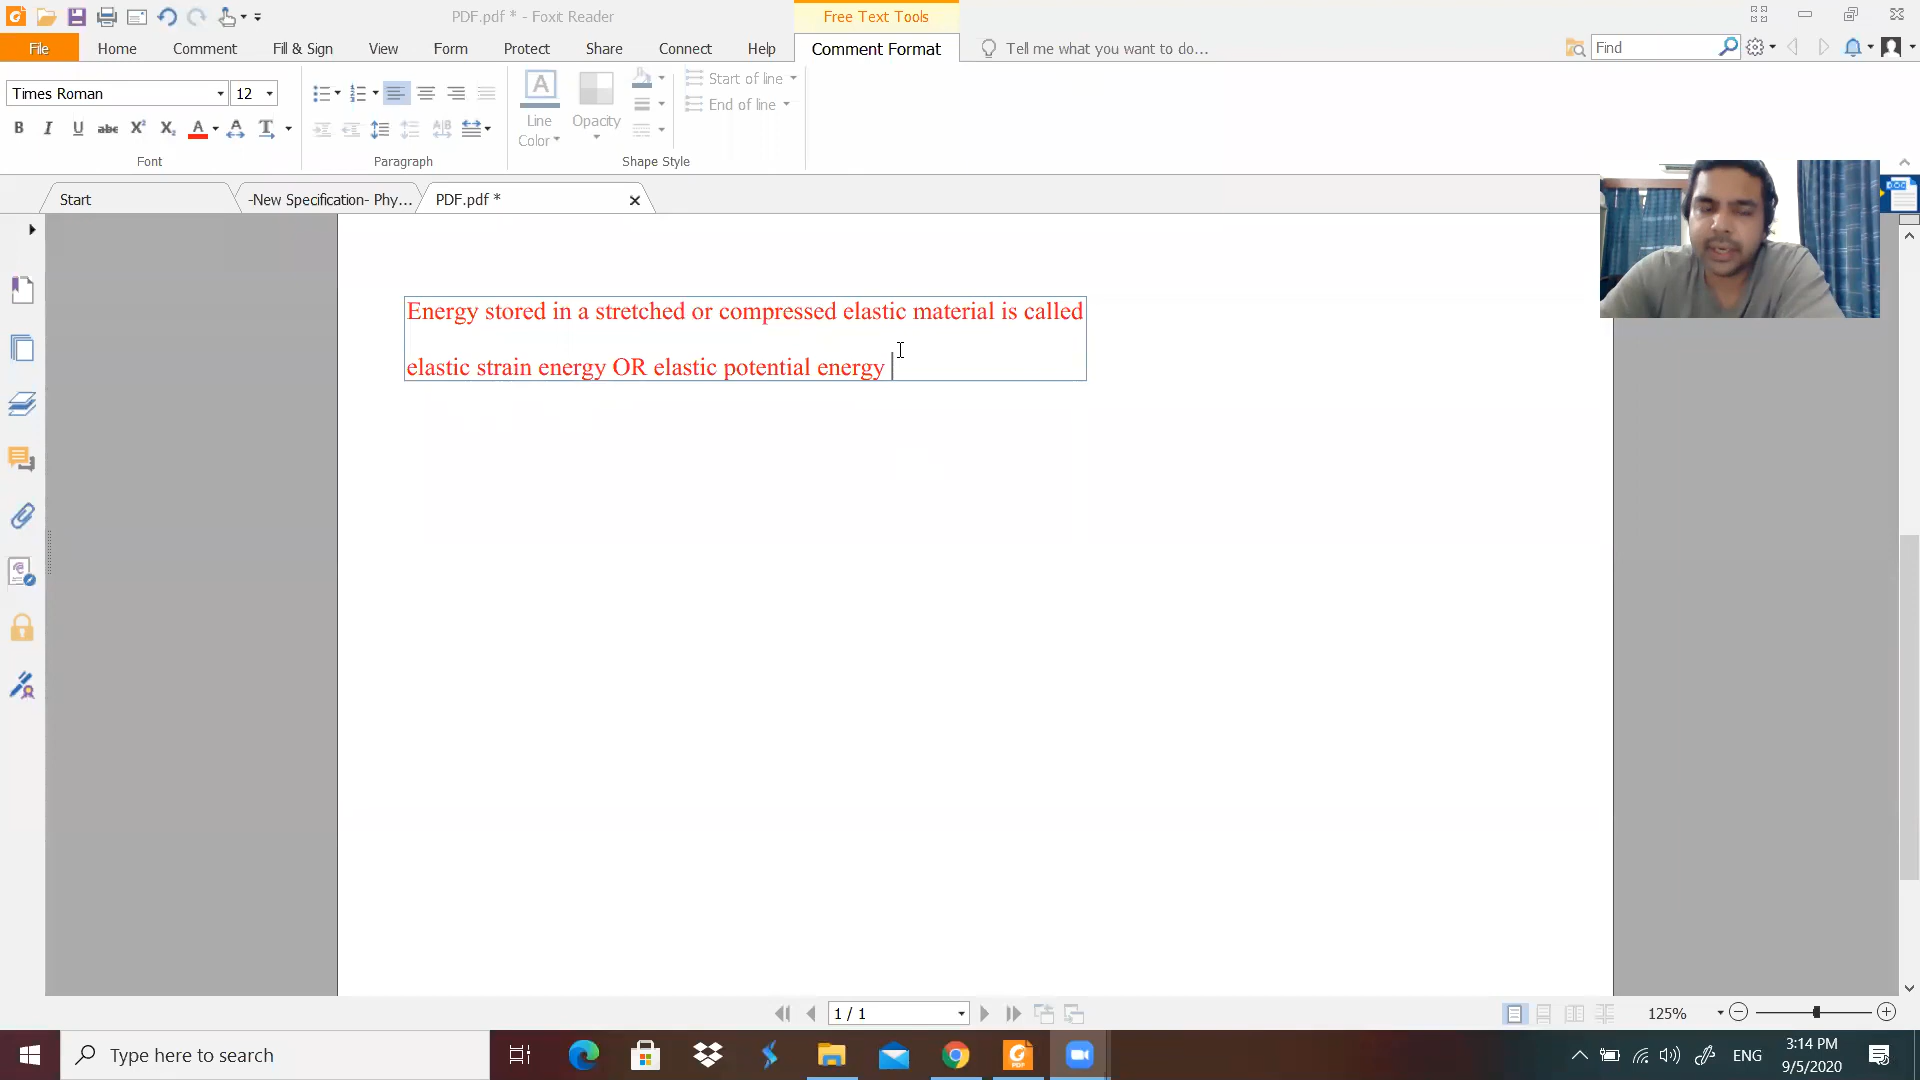 PDF.pdf * - Foxit Reader
Free Text Tools
File Home Comment Fill & Sign View Form Protect Share Connect Help Comment Format Tell me what you want to do... Find
Times Roman 12
Start of line
End of line
Line Color
Opacity
B I U abc X² X₂ A A T
Font Paragraph Shape Style
Start -New Specification- Phy... PDF.pdf *
Energy stored in a stretched or compressed elastic material is called
elastic strain energy OR elastic potential energy
1 / 1 125%
Type here to search ENG
3:14 PM
9/5/2020